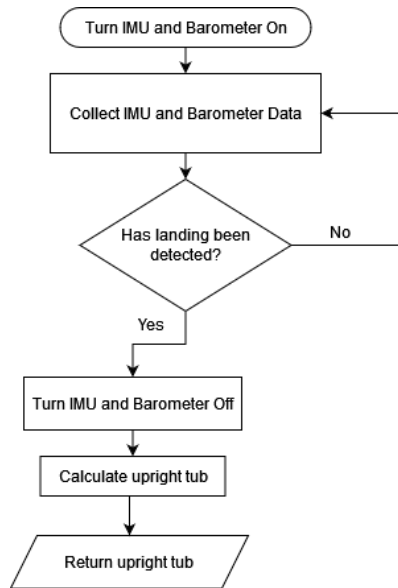 Turn IMU and Barometer On
Collect IMU and Barometer Data
Has landing been
detected?
No
Yes
Turn IMU and Barometer Off
Calculate upright tub
Return upright tub